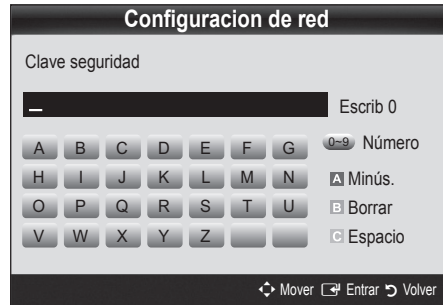 Configuracion de red
Clave seguridad
_ Escrib 0
A B C D E F G 0~9 Número
H I J K L M N A Minús.
O P Q R S T U B Borrar
V W X Y Z C Espacio
Mover Entrar Volver